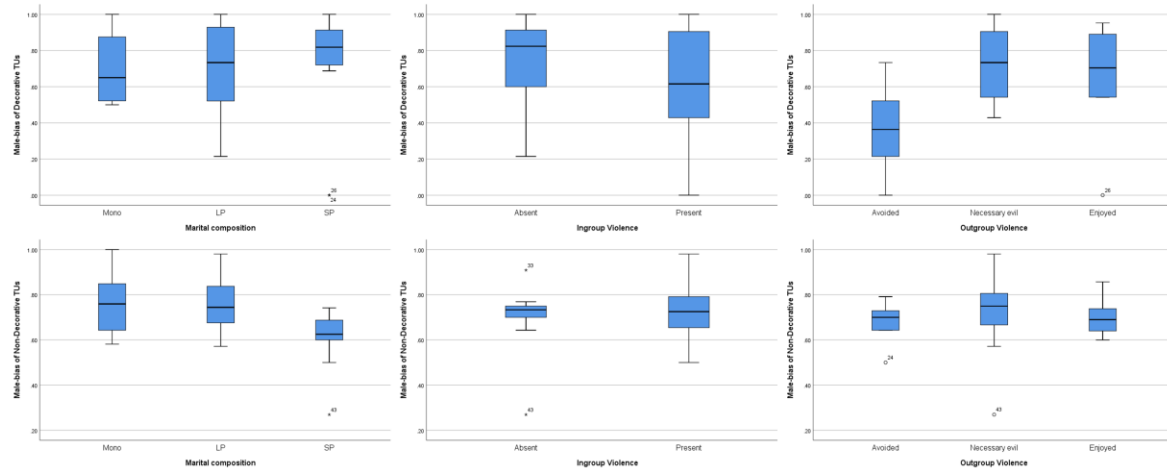 Male-bias of Decorative TUs
1.00
.80
.60
.40
.20
.00
26
24
Mono
LP
SP
Marital composition
Male-bias of Decorative TUs
1.00
.80
.60
.40
.20
.00
Absent
Present
Ingroup Violence
Male-bias of Decorative TUs
1.00
.80
.60
.40
.20
.00
26
Avoided
Necessary evil
Enjoyed
Outgroup Violence
Male-bias of Non-Decorative TUs
1.00
.80
.60
.40
.20
43
Mono
LP
SP
Marital composition
Male-bias of Non-Decorative TUs
1.00
.80
.60
.40
.20
33
43
Absent
Present
Ingroup Violence
Male-bias of Non-Decorative TUs
1.00
.80
.60
.40
.20
24
43
Avoided
Necessary evil
Enjoyed
Outgroup Violence